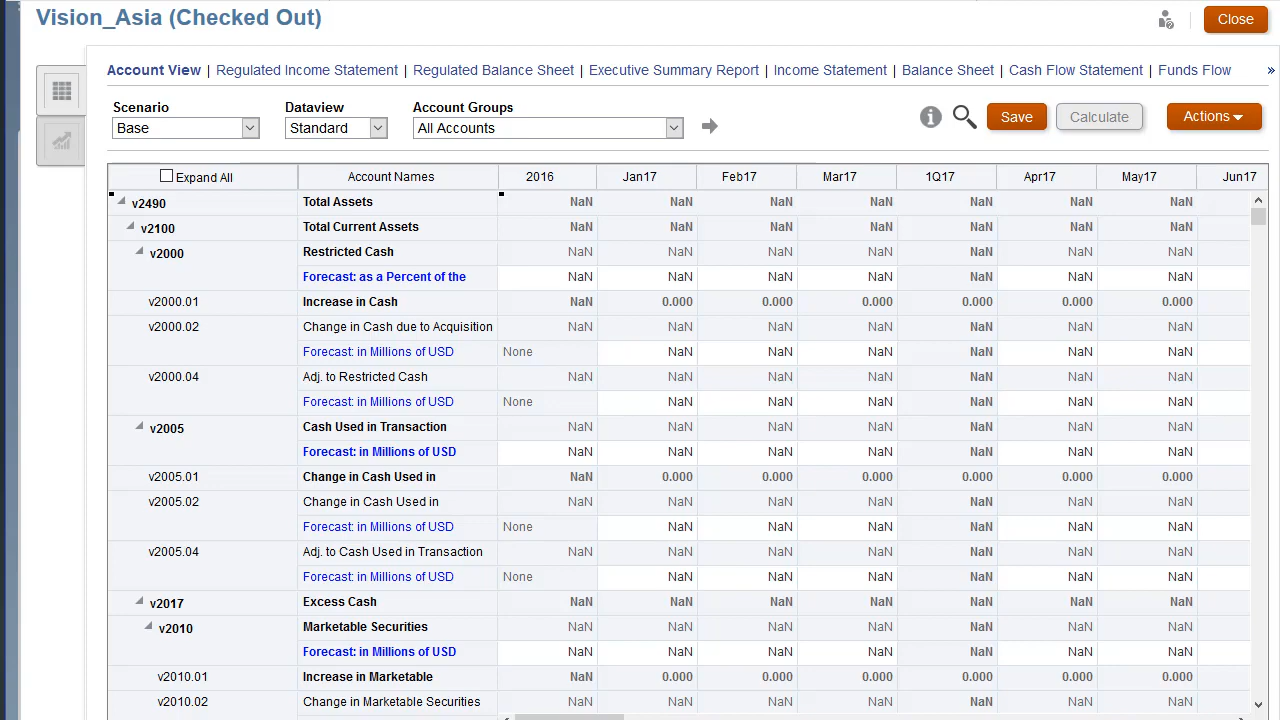 Vision_Asia (Checked Out)
Close
Account View | Regulated Income Statement | Regulated Balance Sheet | Executive Summary Report | Income Statement | Balance Sheet | Cash Flow Statement | Funds Flow »
Scenario Dataview Account Groups
Base Standard All Accounts
Save Calculate Actions
Expand All Account Names 2016 Jan17 Feb17 Mar17 1Q17 Apr17 May17 Jun17
v2490 Total Assets NaN NaN NaN NaN NaN NaN NaN
v2100 Total Current Assets NaN NaN NaN NaN NaN NaN NaN
v2000 Restricted Cash NaN NaN NaN NaN NaN NaN NaN
Forecast: as a Percent of the NaN NaN NaN NaN NaN NaN NaN
v2000.01 Increase in Cash NaN 0.000 0.000 0.000 0.000 0.000 0.000
v2000.02 Change in Cash due to Acquisition NaN NaN NaN NaN NaN NaN NaN
Forecast: in Millions of USD None NaN NaN NaN NaN NaN NaN
v2000.04 Adj. to Restricted Cash NaN NaN NaN NaN NaN NaN NaN
Forecast: in Millions of USD None NaN NaN NaN NaN NaN NaN
v2005 Cash Used in Transaction NaN NaN NaN NaN NaN NaN NaN
Forecast: in Millions of USD NaN NaN NaN NaN NaN NaN NaN
v2005.01 Change in Cash Used in NaN 0.000 0.000 0.000 0.000 0.000 0.000
v2005.02 Change in Cash Used in NaN NaN NaN NaN NaN NaN NaN
Forecast: in Millions of USD None NaN NaN NaN NaN NaN NaN
v2005.04 Adj. to Cash Used in Transaction NaN NaN NaN NaN NaN NaN NaN
Forecast: in Millions of USD None NaN NaN NaN NaN NaN NaN
v2017 Excess Cash NaN NaN NaN NaN NaN NaN NaN
v2010 Marketable Securities NaN NaN NaN NaN NaN NaN NaN
Forecast: in Millions of USD NaN NaN NaN NaN NaN NaN NaN
v2010.01 Increase in Marketable NaN 0.000 0.000 0.000 0.000 0.000 0.000
v2010.02 Change in Marketable Securities NaN NaN NaN NaN NaN NaN NaN